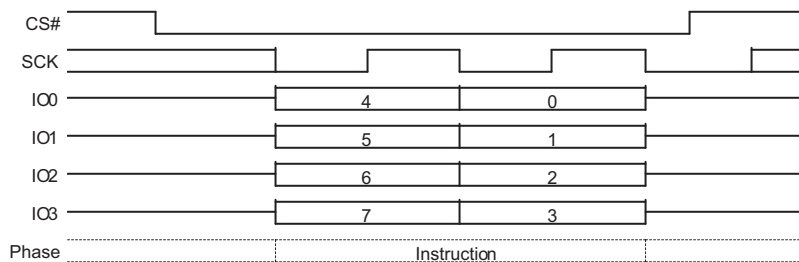 CS#
SCK
IO0 4 0
IO1 5 1
IO2 6 2
IO3 7 3
Phase Instruction